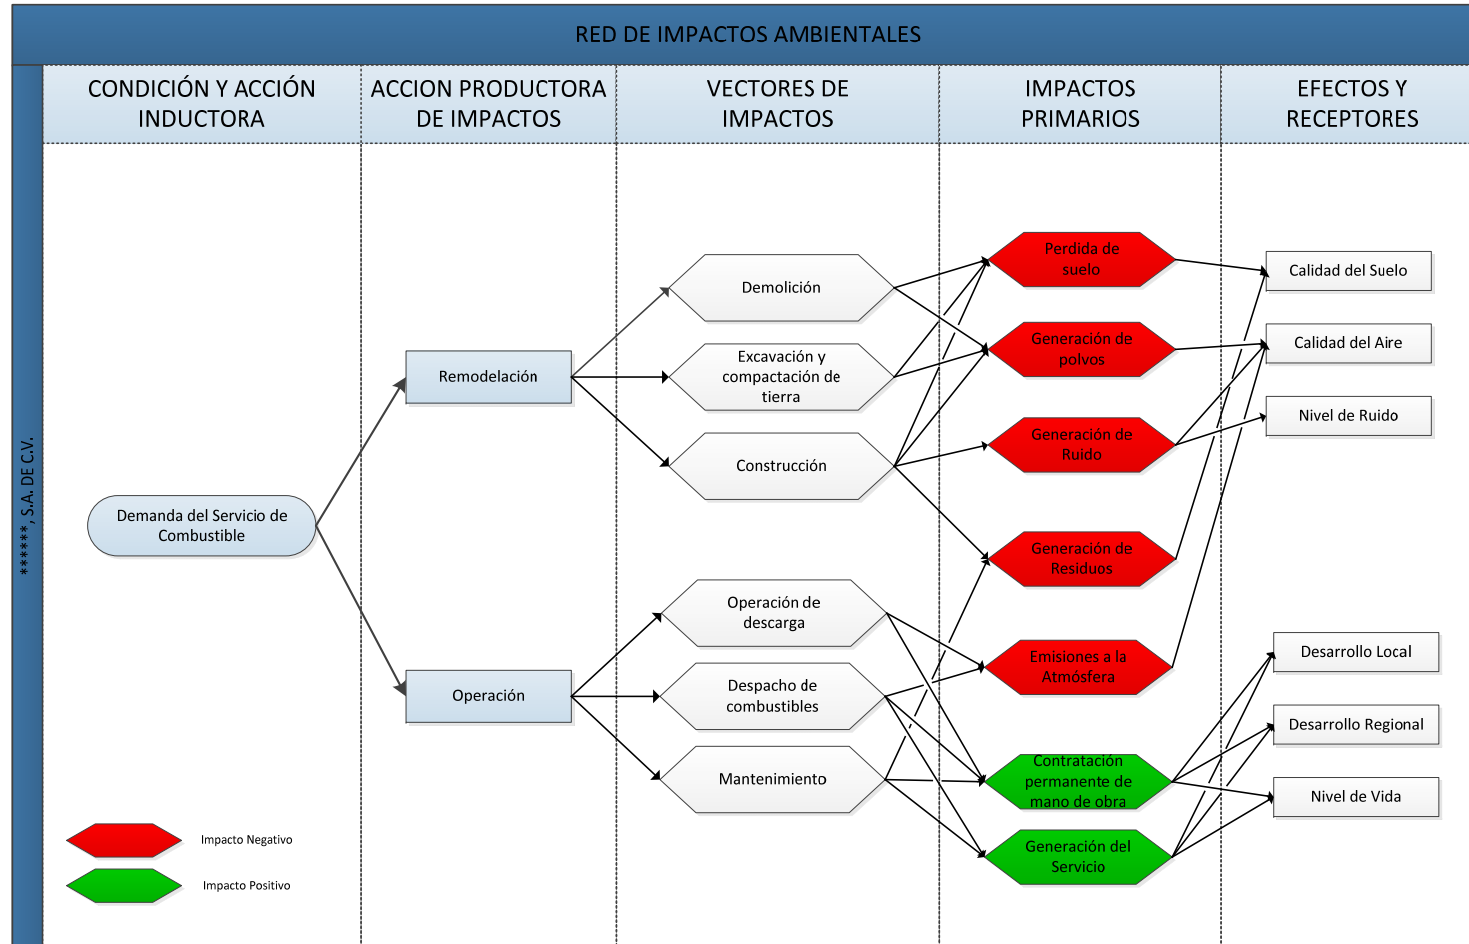 RED DE IMPACTOS AMBIENTALES
CONDICIÓN Y ACCIÓN
INDUCTORA
ACCION PRODUCTORA
DE IMPACTOS
VECTORES DE
IMPACTOS
IMPACTOS
PRIMARIOS
EFECTOS Y
RECEPTORES
******, S.A. DE C.V.
Demanda del Servicio de
Combustible
Remodelación
Operación
Demolición
Excavación y
compactación de
tierra
Construcción
Operación de
descarga
Despacho de
combustibles
Mantenimiento
Perdida de
suelo
Generación de
polvos
Generación de
Ruido
Generación de
Residuos
Emisiones a la
Atmósfera
Contratación
permanente de
mano de obra
Generación del
Servicio
Calidad del Suelo
Calidad del Aire
Nivel de Ruido
Desarrollo Local
Desarrollo Regional
Nivel de Vida
Impacto Negativo
Impacto Positivo